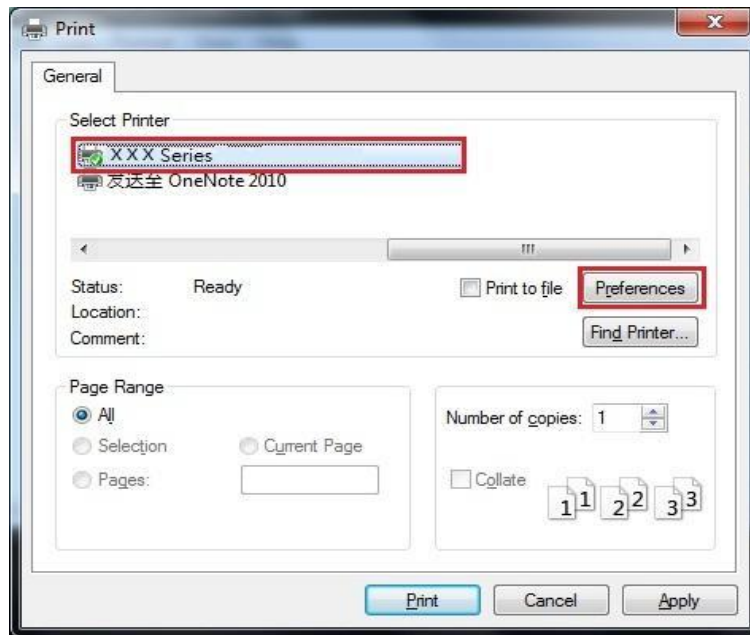 Print
General
Select Printer
XXX Series
发送至 OneNote 2010
Status: Ready
Print to file
Preferences
Location:
Comment:
Find Printer...
Page Range
All
Selection
Current Page
Pages:
Number of copies: 1
Collate
1 1 2 2 3 3
Print
Cancel
Apply